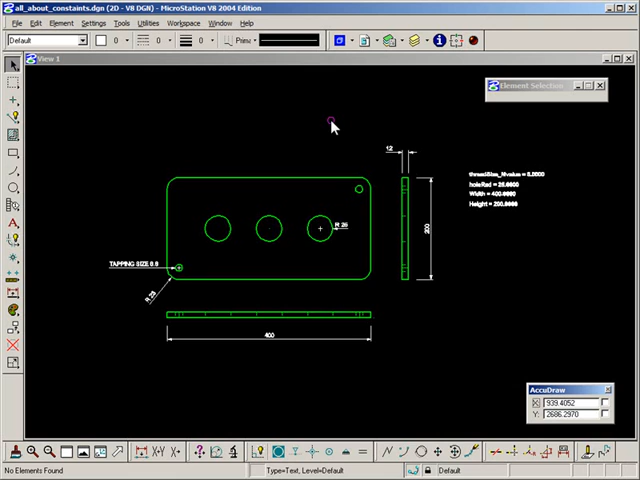 all_about_constaints.dgn (2D - V8 DGN) - MicroStation V8 2004 Edition
File Edit Element Settings Tools Utilities Workspace Window Help
Default 0 0 0 Prima
View 1
Element Selection
12
threadSize_Nvalue = 8.0000
holeRad = 25.0000
Width = 400.0000
Height = 200.0000
200
R 25
TAPPING SIZE 6.8
R 25
400
AccuDraw
X 939.4052
Y: 2686.2970
No Elements Found Type=Text, Level=Default Default